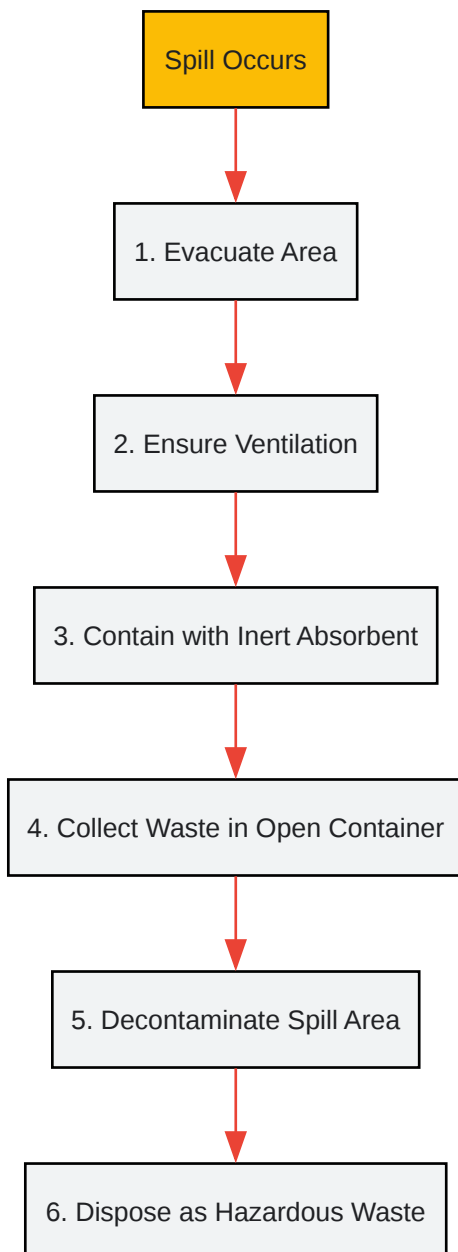 Spill Occurs
1. Evacuate Area
2. Ensure Ventilation
3. Contain with Inert Absorbent
4. Collect Waste in Open Container
5. Decontaminate Spill Area
6. Dispose as Hazardous Waste